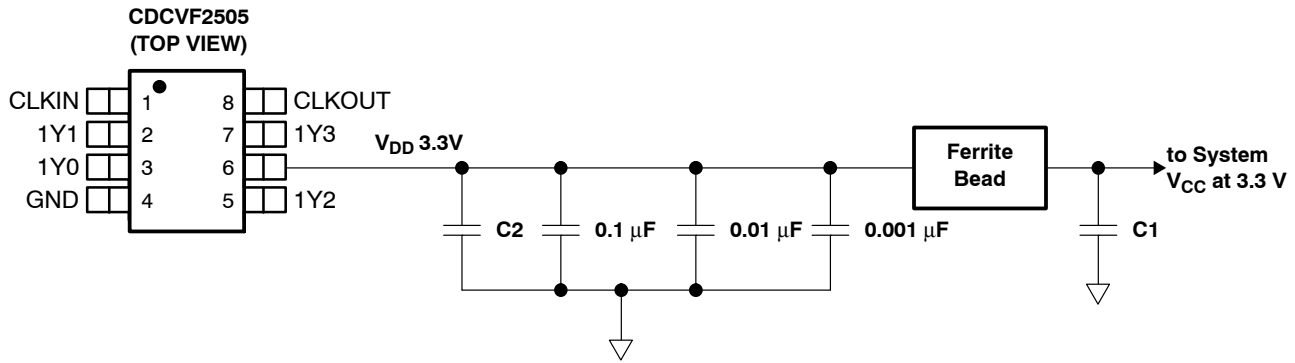 CDCVF2505
(TOP VIEW)
CLKIN 1 8 CLKOUT
1Y1 2 7 1Y3
1Y0 3 6
GND 4 5 1Y2
VDD 3.3V
C2
0.1 μF
0.01 μF
0.001 μF
Ferrite
Bead
C1
to System
VCC at 3.3 V